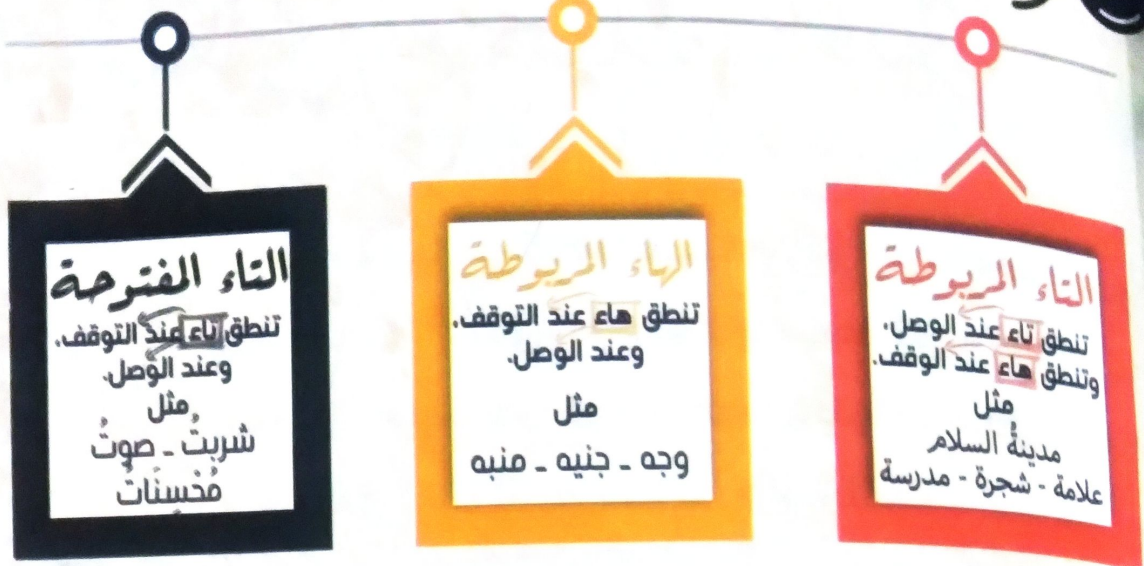 التاء المربوطة
تنطق تاء عند الوصل.
وتنطق هاء عند الوقف.
مثل
مدينةُ السلام
علامة - شجرة - مدرسة
الهاء المربوطة
تنطق هاء عند التوقف.
وعند الوصل.
مثل
وجه - جنيه - منبه
التاء المفتوحة
تنطق تاء عند التوقف.
وعند الوصل.
مثل
شربتُ - صوتُ
مُحْسِنَاتٌ